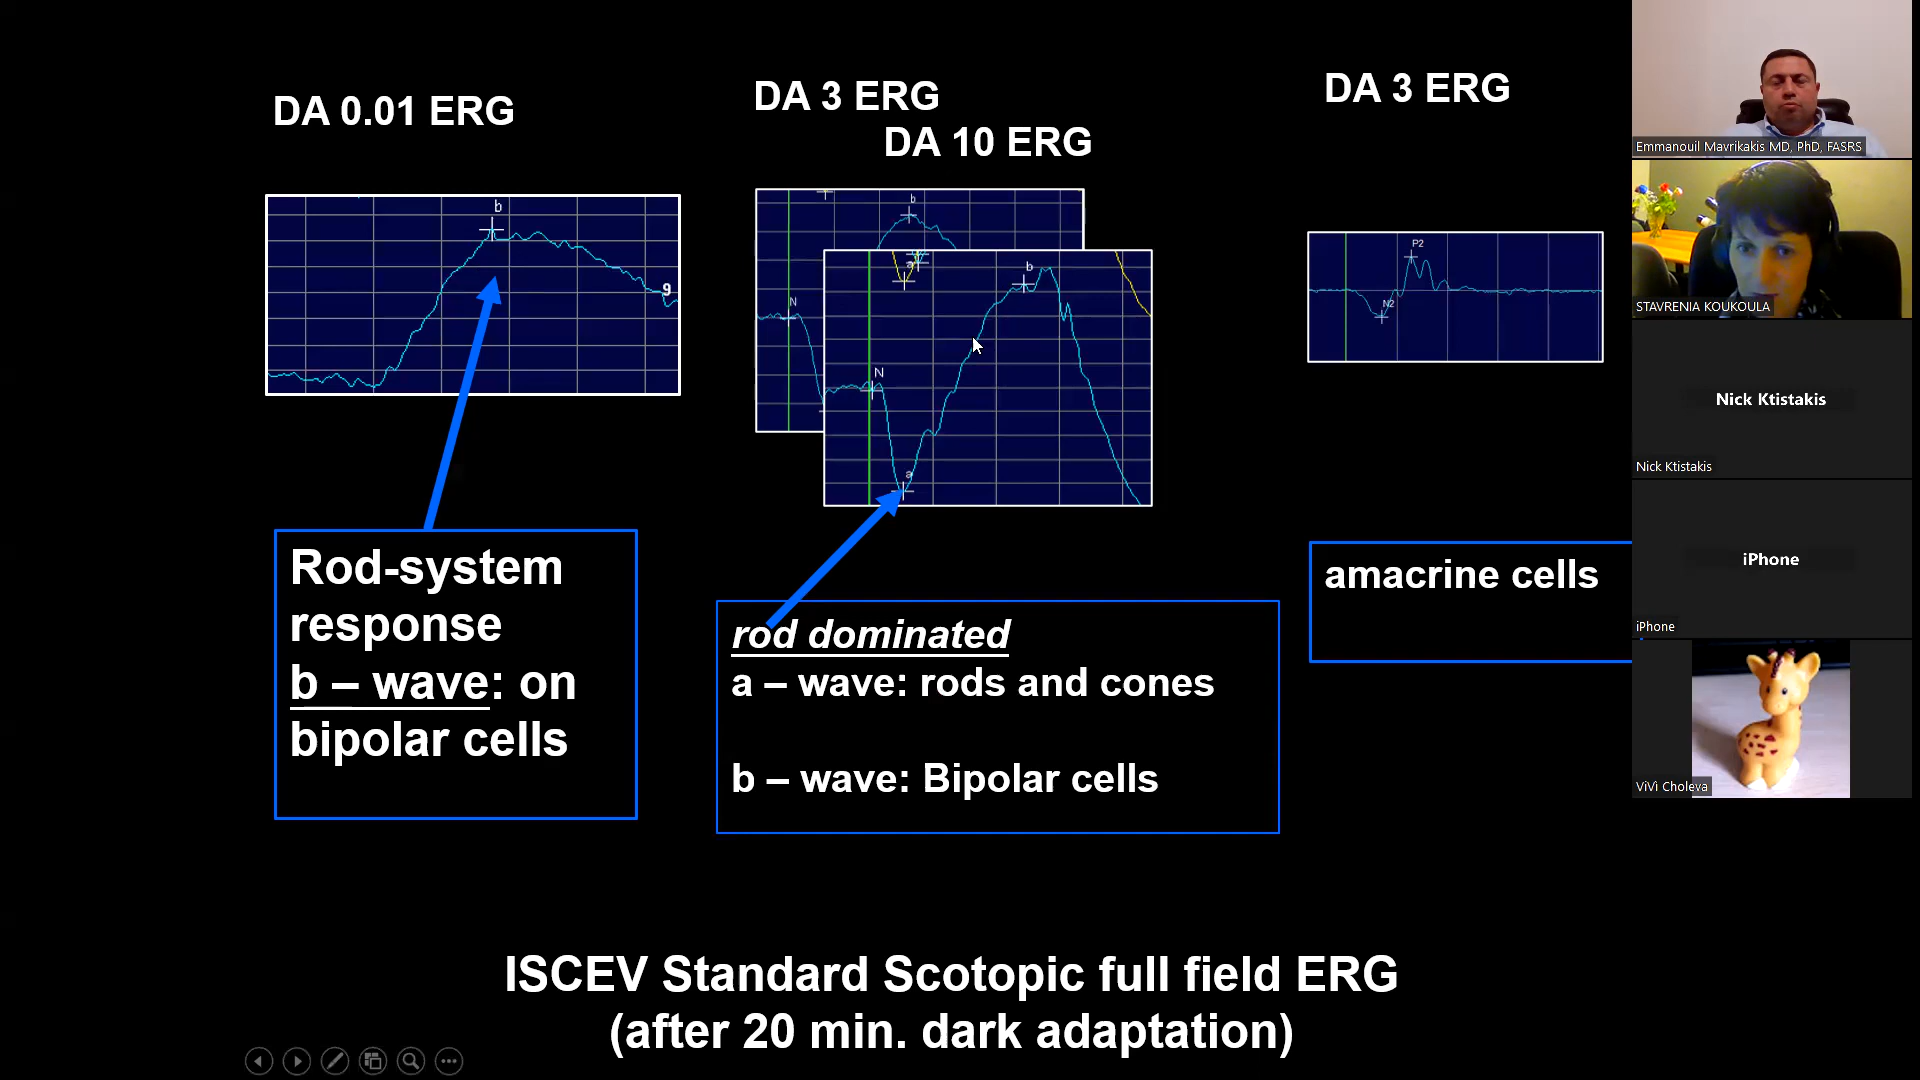 DA 0.01 ERG
DA 3 ERG
DA 10 ERG
DA 3 ERG
b
9
b
N
a
b
N
a
P2
N2
Rod-system
response
b – wave: on
bipolar cells
rod dominated
a – wave: rods and cones
b – wave: Bipolar cells
amacrine cells
ISCEV Standard Scotopic full field ERG
(after 20 min. dark adaptation)
Emmanouil Mavrikakis MD, PhD, FASRS
STAVRENIA KOUKOULA
Nick Ktistakis
Nick Ktistakis
iPhone
iPhone
ViVi Choleva